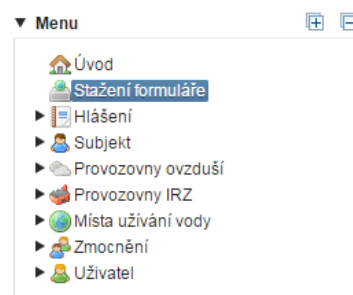 Menu
Úvod
Stažení formuláře
Hlášení
Subjekt
Provozovny ovzduší
Provozovny IRZ
Místa užívání vody
Zmocnění
Uživatel